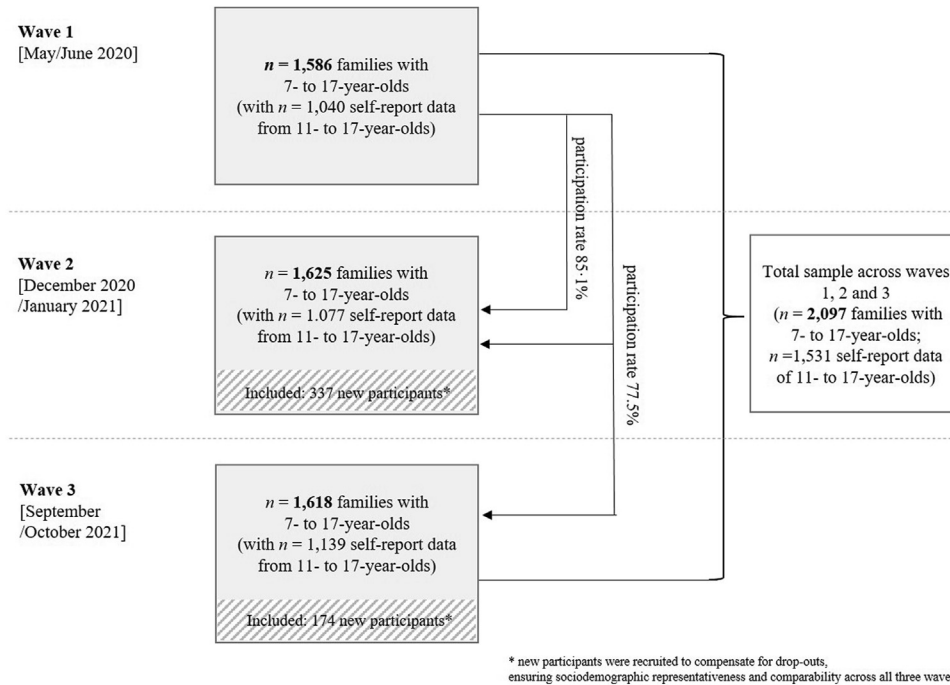 Wave 1
[May/June 2020]
n = 1,586 families with
7- to 17-year-olds
(with n = 1,040 self-report data
from 11- to 17-year-olds)
participation rate 85·1%
participation rate 77.5%
Wave 2
[December 2020
/January 2021]
n = 1,625 families with
7- to 17-year-olds
(with n = 1.077 self-report data
from 11- to 17-year-olds)
Included: 337 new participants*
Total sample across waves
1, 2 and 3
(n = 2,097 families with
7- to 17-year-olds;
n =1,531 self-report data
of 11- to 17-year-olds)
Wave 3
[September
/October 2021]
n = 1,618 families with
7- to 17-year-olds
(with n = 1,139 self-report data
from 11- to 17-year-olds)
Included: 174 new participants*
* new participants were recruited to compensate for drop-outs,
ensuring sociodemographic representativeness and comparability across all three wave